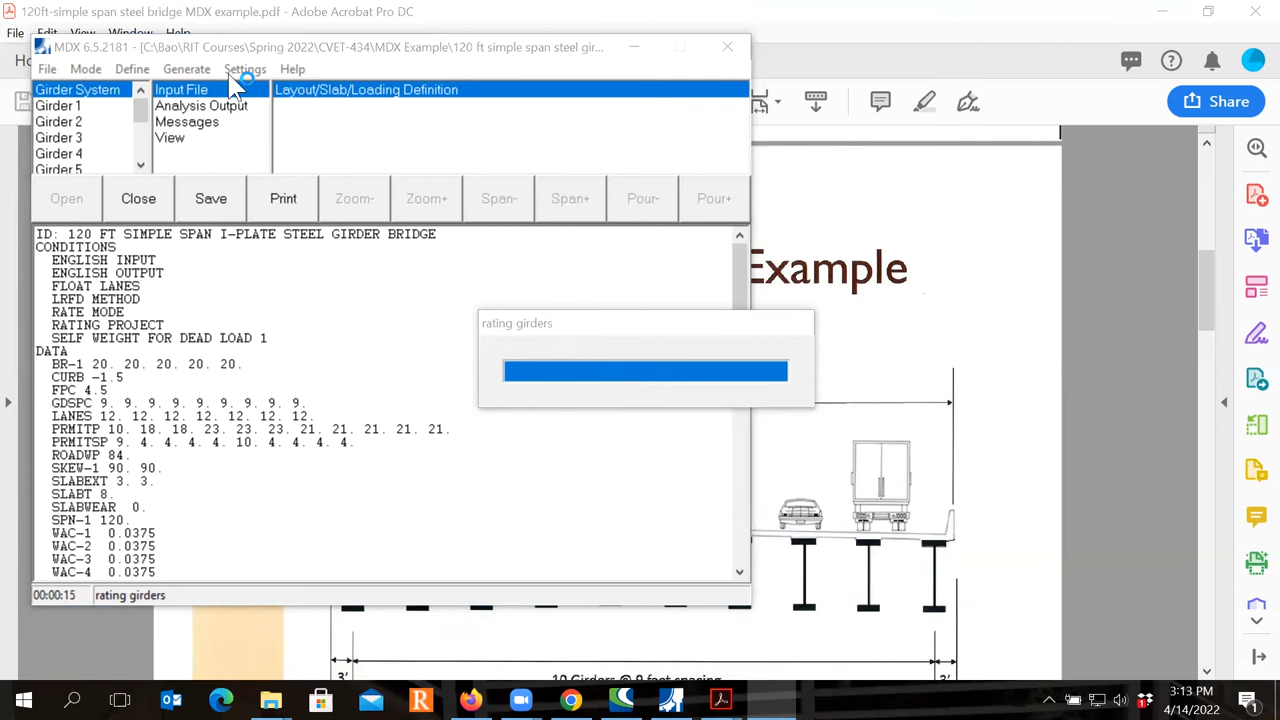 120ft-simple span steel bridge MDX example.pdf - Adobe Acrobat Pro DC
File Edit View Window Help
MDX 6.5.2181 - [C:\Bao\RIT Courses\Spring 2022\CVET-434\MDX Example\120 ft simple span steel gir...
File Mode Define Generate Settings Help
Girder System Input File Layout/Slab/Loading Definition
Girder 1 Analysis Output
Girder 2 Messages
Girder 3 View
Girder 4
Girder 5
Share
Open Close Save Print Zoom- Zoom+ Span- Span+ Pour- Pour+
ID: 120 FT SIMPLE SPAN I-PLATE STEEL GIRDER BRIDGE
CONDITIONS
ENGLISH INPUT
ENGLISH OUTPUT
FLOAT LANES
LRFD METHOD
RATE MODE
RATING PROJECT
SELF WEIGHT FOR DEAD LOAD 1
DATA
BR-1 20. 20. 20. 20. 20. 20.
CURB -1.5
FPC 4.5
GDSPC 9. 9. 9. 9. 9. 9. 9. 9. 9.
LANES 12. 12. 12. 12. 12. 12. 12.
PRMITP 10. 18. 18. 23. 23. 23. 21. 21. 21. 21. 21.
PRMITSP 9. 4. 4. 4. 4. 10. 4. 4. 4. 4.
ROADWP 84.
SKEW-1 90. 90.
SLABEXT 3. 3.
SLABT 8.
SLABWEAR 0.
SPN-1 120.
WAC-1 0.0375
WAC-2 0.0375
WAC-3 0.0375
WAC-4 0.0375
Example
rating girders
00:00:15 rating girders
3' 10 Girders @ 9 feet spacing 3'
3:13 PM
4/14/2022